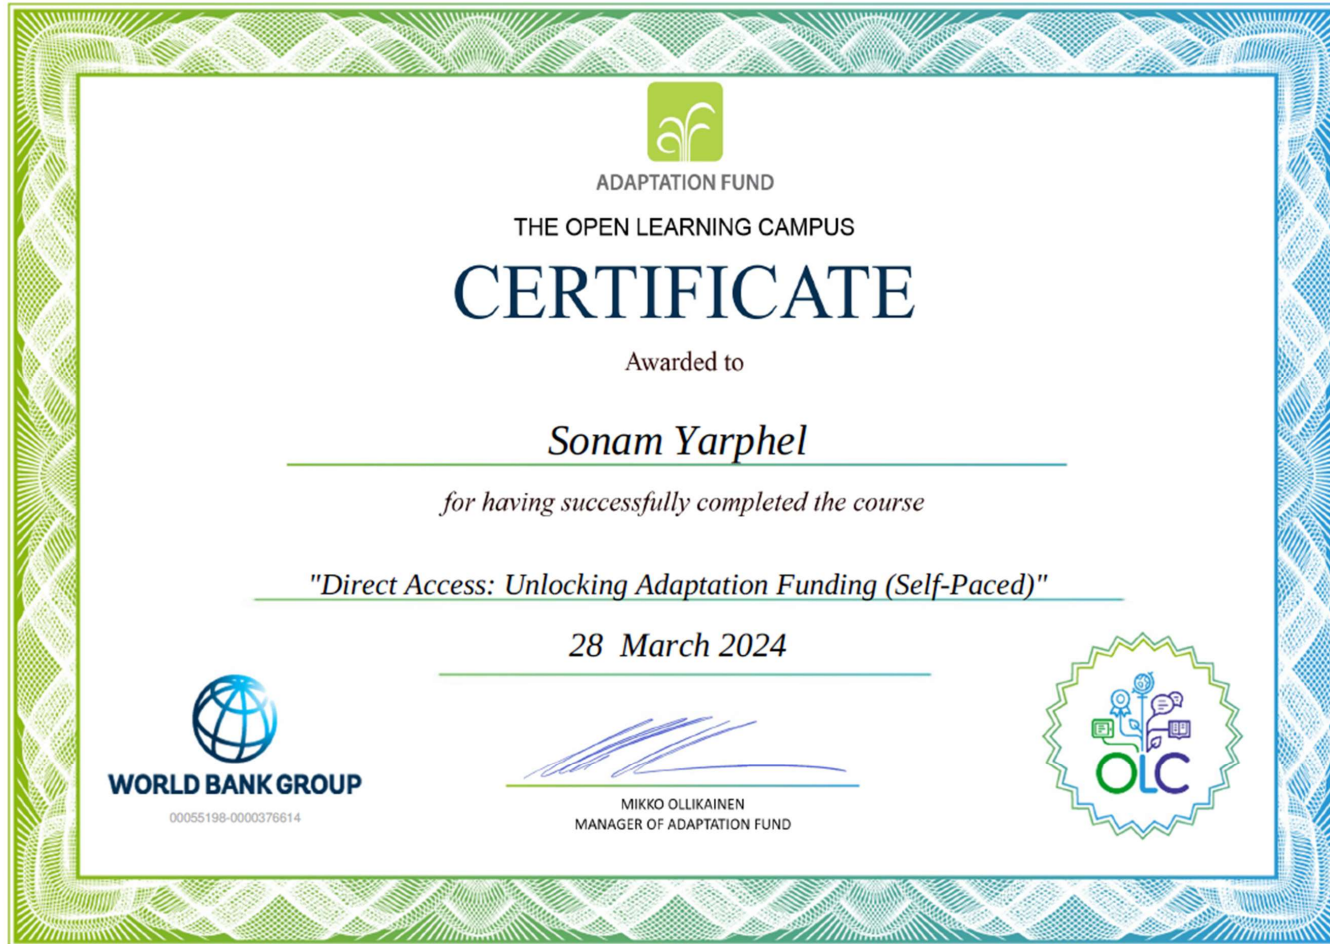 af
ADAPTATION FUND
THE OPEN LEARNING CAMPUS
CERTIFICATE
Awarded to
Sonam Yarphel
for having successfully completed the course
"Direct Access: Unlocking Adaptation Funding (Self-Paced)"
28  March 2024
WORLD BANK GROUP
00055198-0000376614
MIKKO OLLIKAINEN
MANAGER OF ADAPTATION FUND
OLC